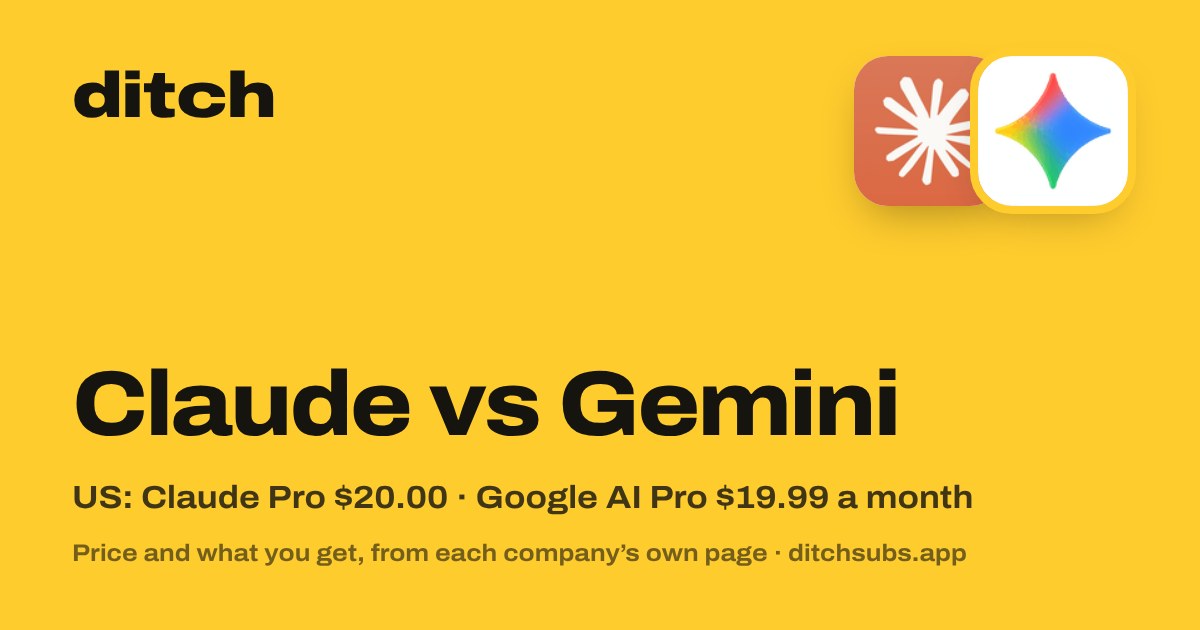 ditch
Claude vs Gemini
US: Claude Pro $20.00 · Google AI Pro $19.99 a month
Price and what you get, from each company’s own page · ditchsubs.app